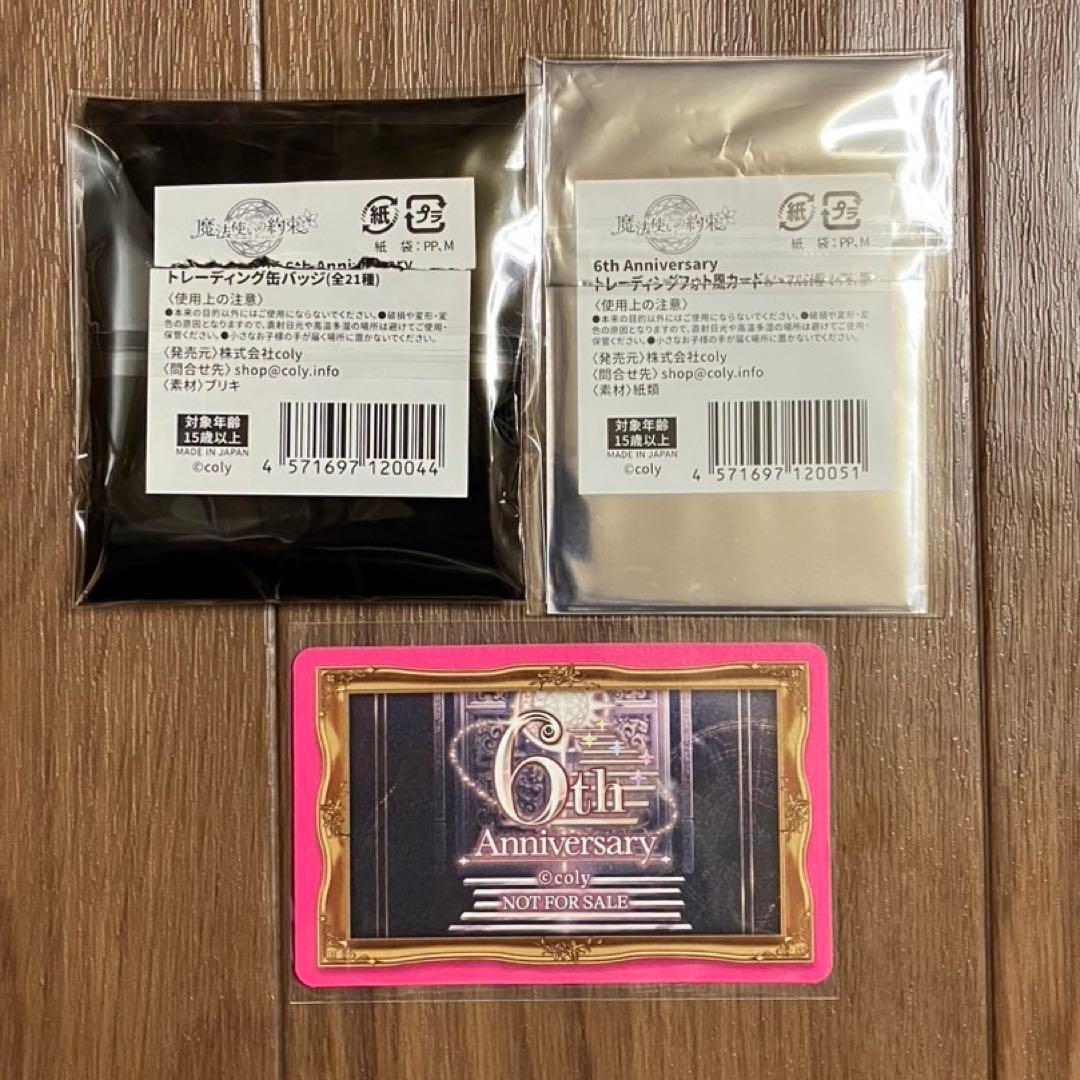 魔法使いの約束
紙 プラ
紙 袋：PP、M
6th Anniversary
トレーディング缶バッジ(全21種)
〈使用上の注意〉
●本来の目的以外にはご使用にならないでください。●破損や変形・変
色の原因となりますので、直射日光や高温多湿の場所は避けてご使用・
保管ください。●小さなお子様の手が届く場所に置かないでください。
〈発売元〉株式会社coly
〈問合せ先〉shop@coly.info
〈素材〉ブリキ
対象年齢
15歳以上
MADE IN JAPAN
©coly
4 571697 120044
魔法使いの約束
紙 プラ
紙 袋：PP、M
6th Anniversary
トレーディングフォト風カード
〈使用上の注意〉
●本来の目的以外にはご使用にならないでください。●破損や変形・変
色の原因となりますので、直射日光や高温多湿の場所は避けてご使用・
保管ください。●小さなお子様の手が届く場所に置かないでください。
〈発売元〉株式会社coly
〈問合せ先〉shop@coly.info
〈素材〉紙類
対象年齢
15歳以上
MADE IN JAPAN
©coly
4 571697 120051
6th
Anniversary
©coly
NOT FOR SALE